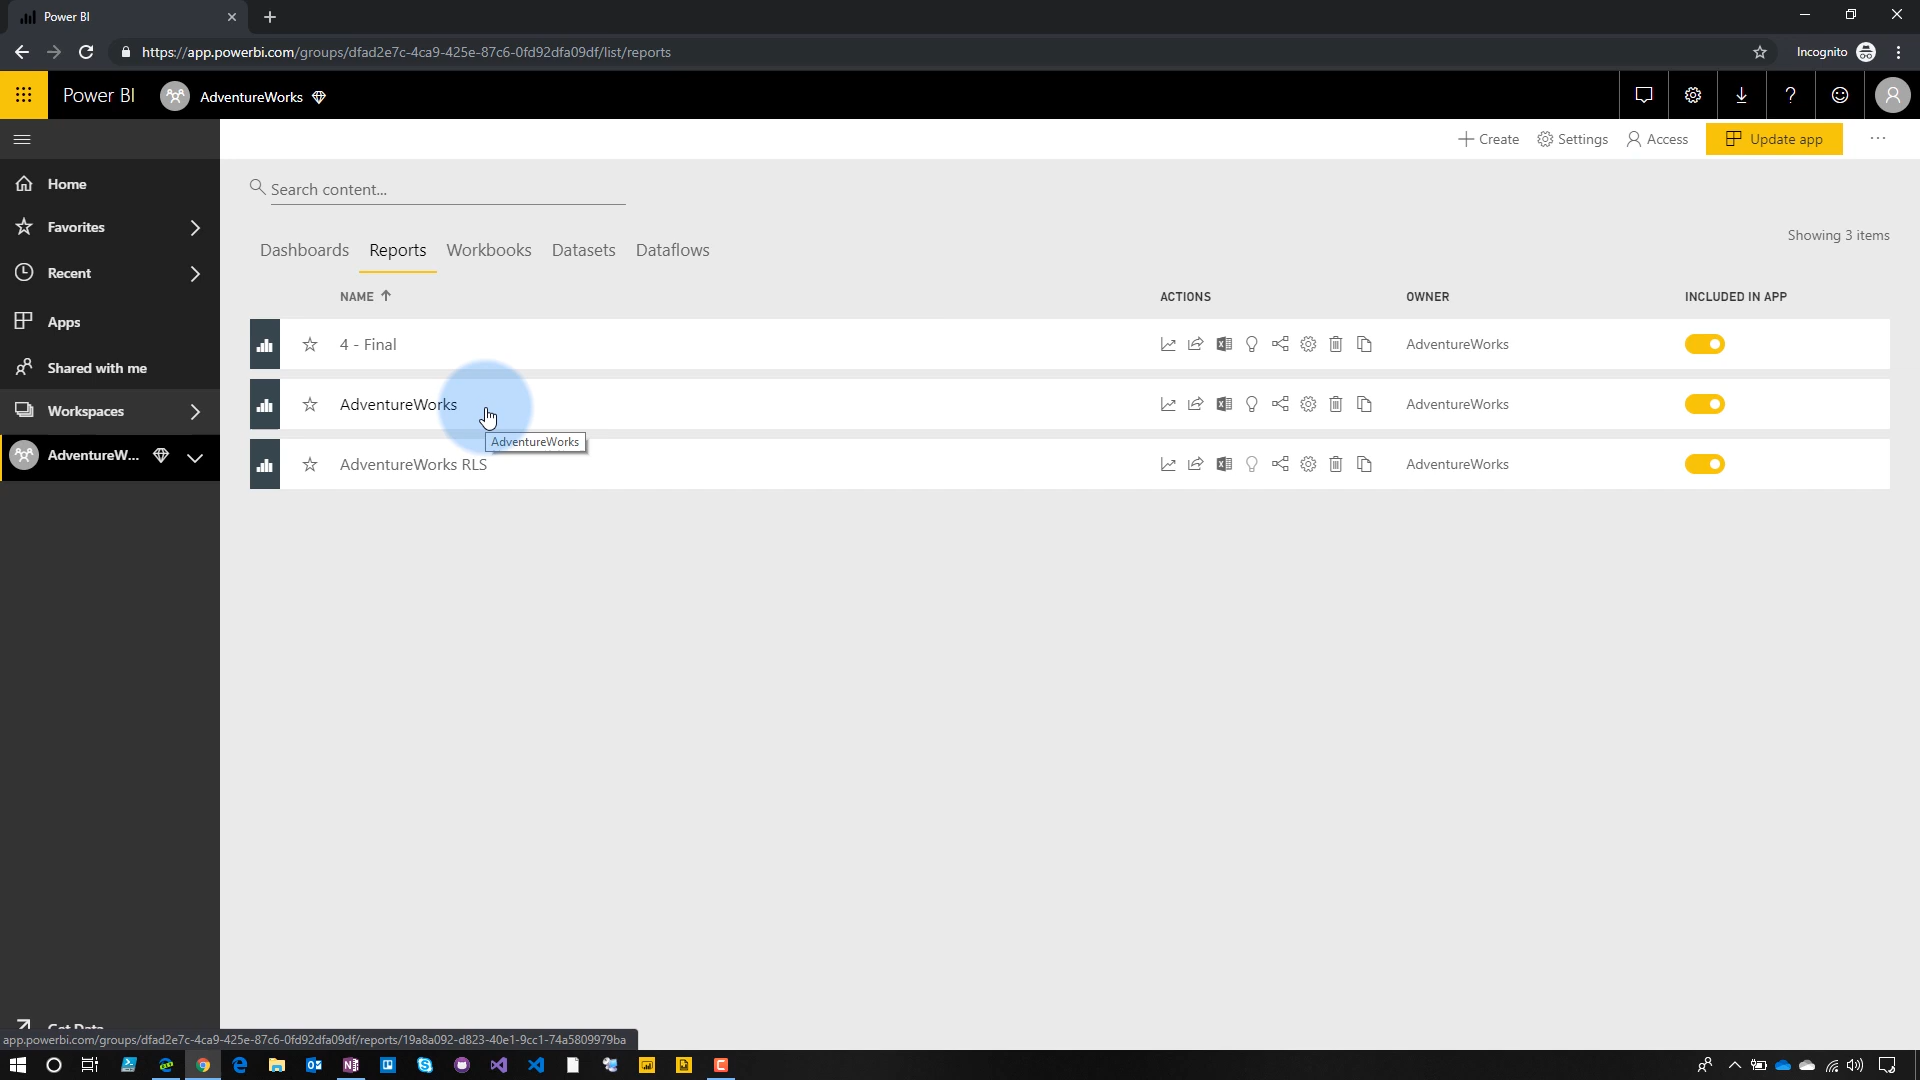 Power BI
https://app.powerbi.com/groups/dfad2e7c-4ca9-425e-87c6-0fd92dfa09df/list/reports
Incognito
Power BI
AdventureWorks
Create
Settings
Access
Update app
Home
Favorites
Recent
Apps
Shared with me
Workspaces
AdventureW...
Search content...
Dashboards Reports Workbooks Datasets Dataflows
Showing 3 items
NAME ACTIONS OWNER INCLUDED IN APP
4 - Final AdventureWorks
AdventureWorks AdventureWorks
AdventureWorks
AdventureWorks RLS AdventureWorks
Get Data
app.powerbi.com/groups/dfad2e7c-4ca9-425e-87c6-0fd92dfa09df/reports/19a8a092-d823-40e1-9cc1-74a5809979ba